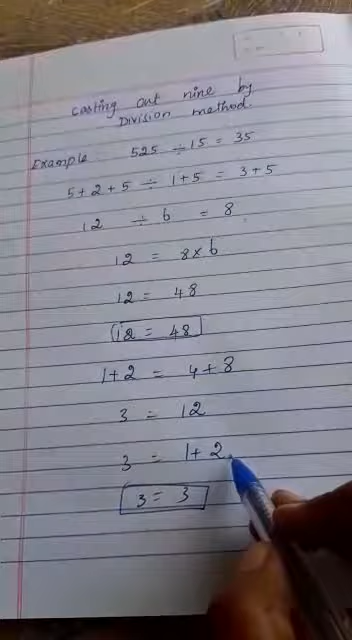 casting out nine by
Division method.
Example 525 ÷ 15 = 35
5+2+5 ÷ 1+5 = 3+5
12 ÷ 6 = 8
12 = 8×6
12 = 48
12 = 48
1+2 = 4+8
3 = 12
3 = 1+2
3 = 3